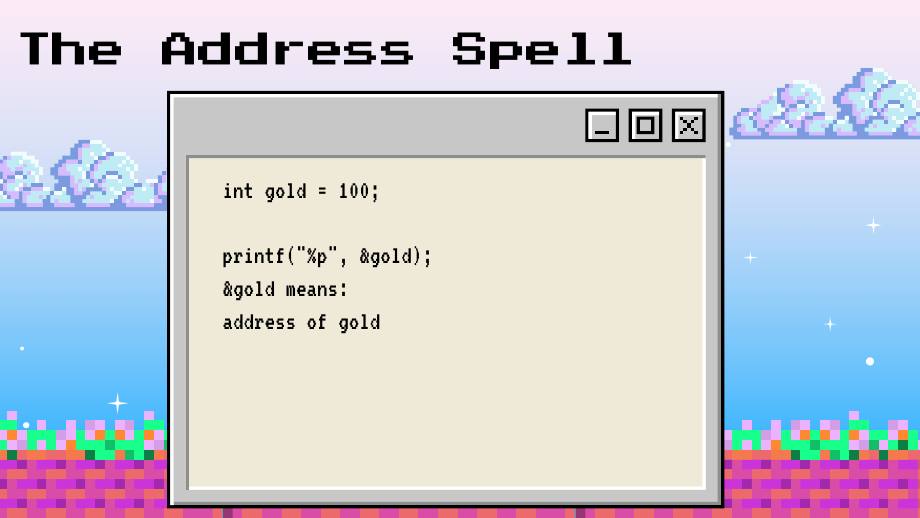 The Address Spell
int gold = 100;
printf("%p", &gold);
&gold means:
address of gold